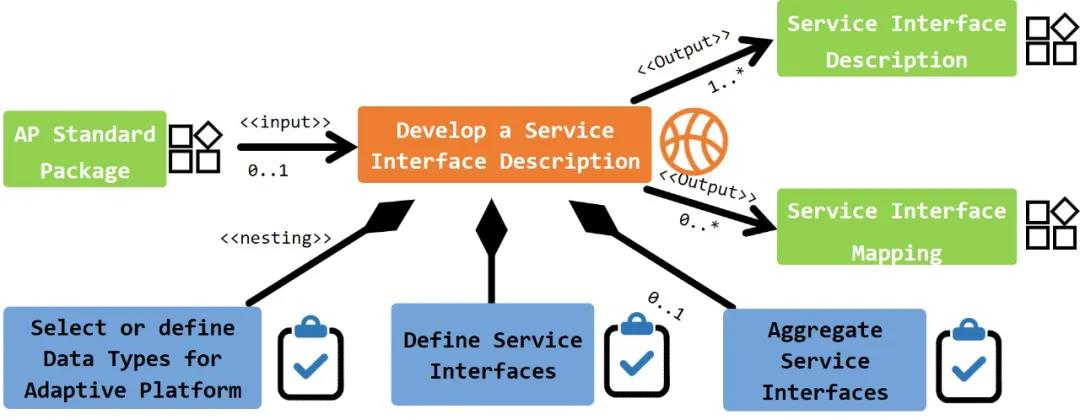 AP Standard
Package
<<input>>
0..1
Develop a Service
Interface Description
<<Output>>
1..*
Service Interface
Description
<<Output>>
0..*
Service Interface
Mapping
<<nesting>>
0..1
Select or define
Data Types for
Adaptive Platform
Define Service
Interfaces
Aggregate
Service
Interfaces